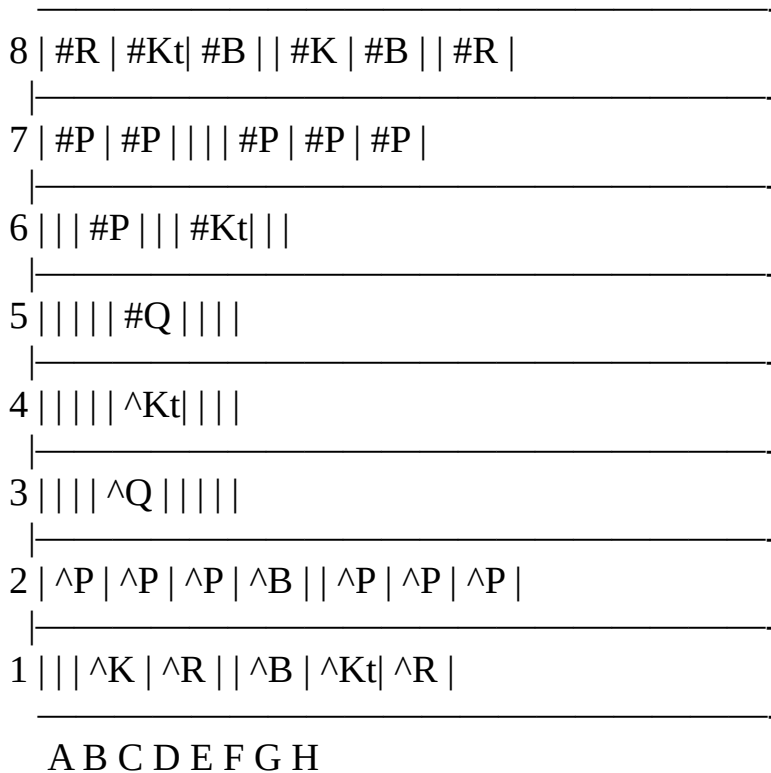 8 | #R | #Kt| #B | | #K | #B | | #R |
|———————————————————-
7 | #P | #P | | | | #P | #P | #P |
|———————————————————-
6 | | | #P | | | #Kt| | |
|———————————————————-
5 | | | | | #Q | | | |
|———————————————————-
4 | | | | | ^Kt| | | |
|———————————————————-
3 | | | | ^Q | | | | |
|———————————————————-
2 | ^P | ^P | ^P | ^B | | ^P | ^P | ^P |
|———————————————————-
1 | | | ^K | ^R | | ^B | ^Kt| ^R |
A B C D E F G H